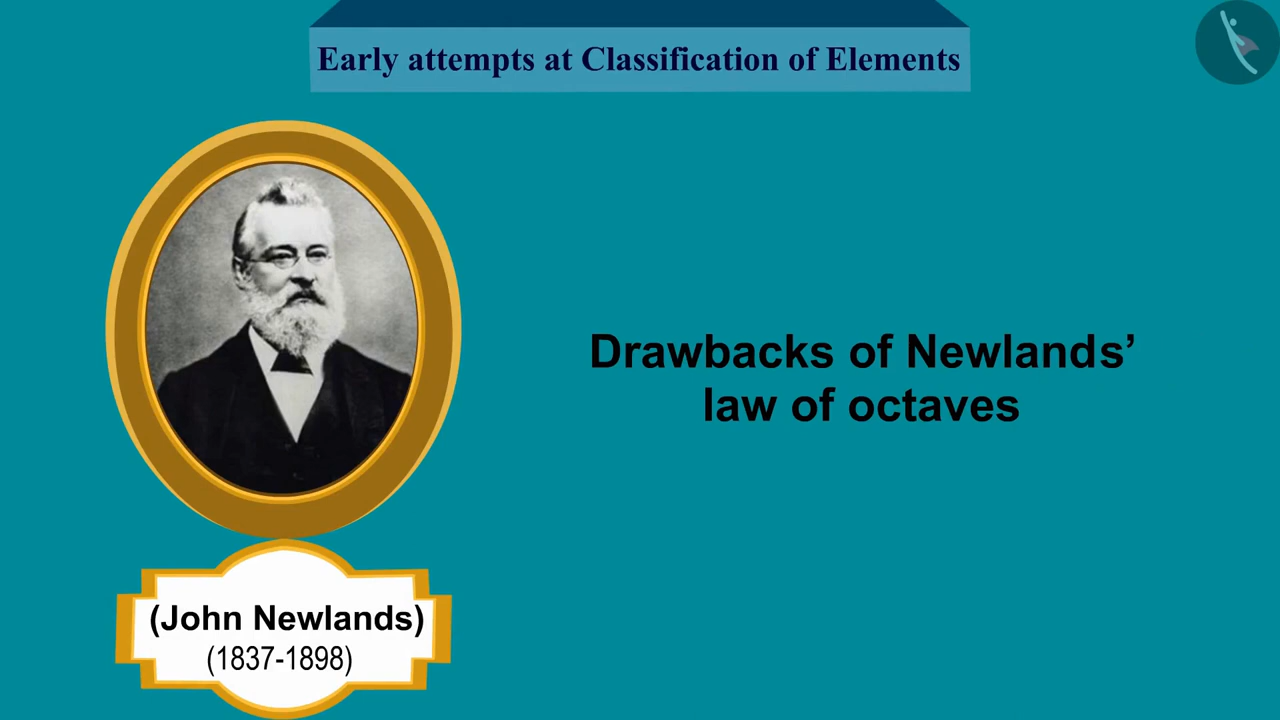 Early attempts at Classification of Elements
Drawbacks of Newlands’
law of octaves
(John Newlands)
(1837-1898)